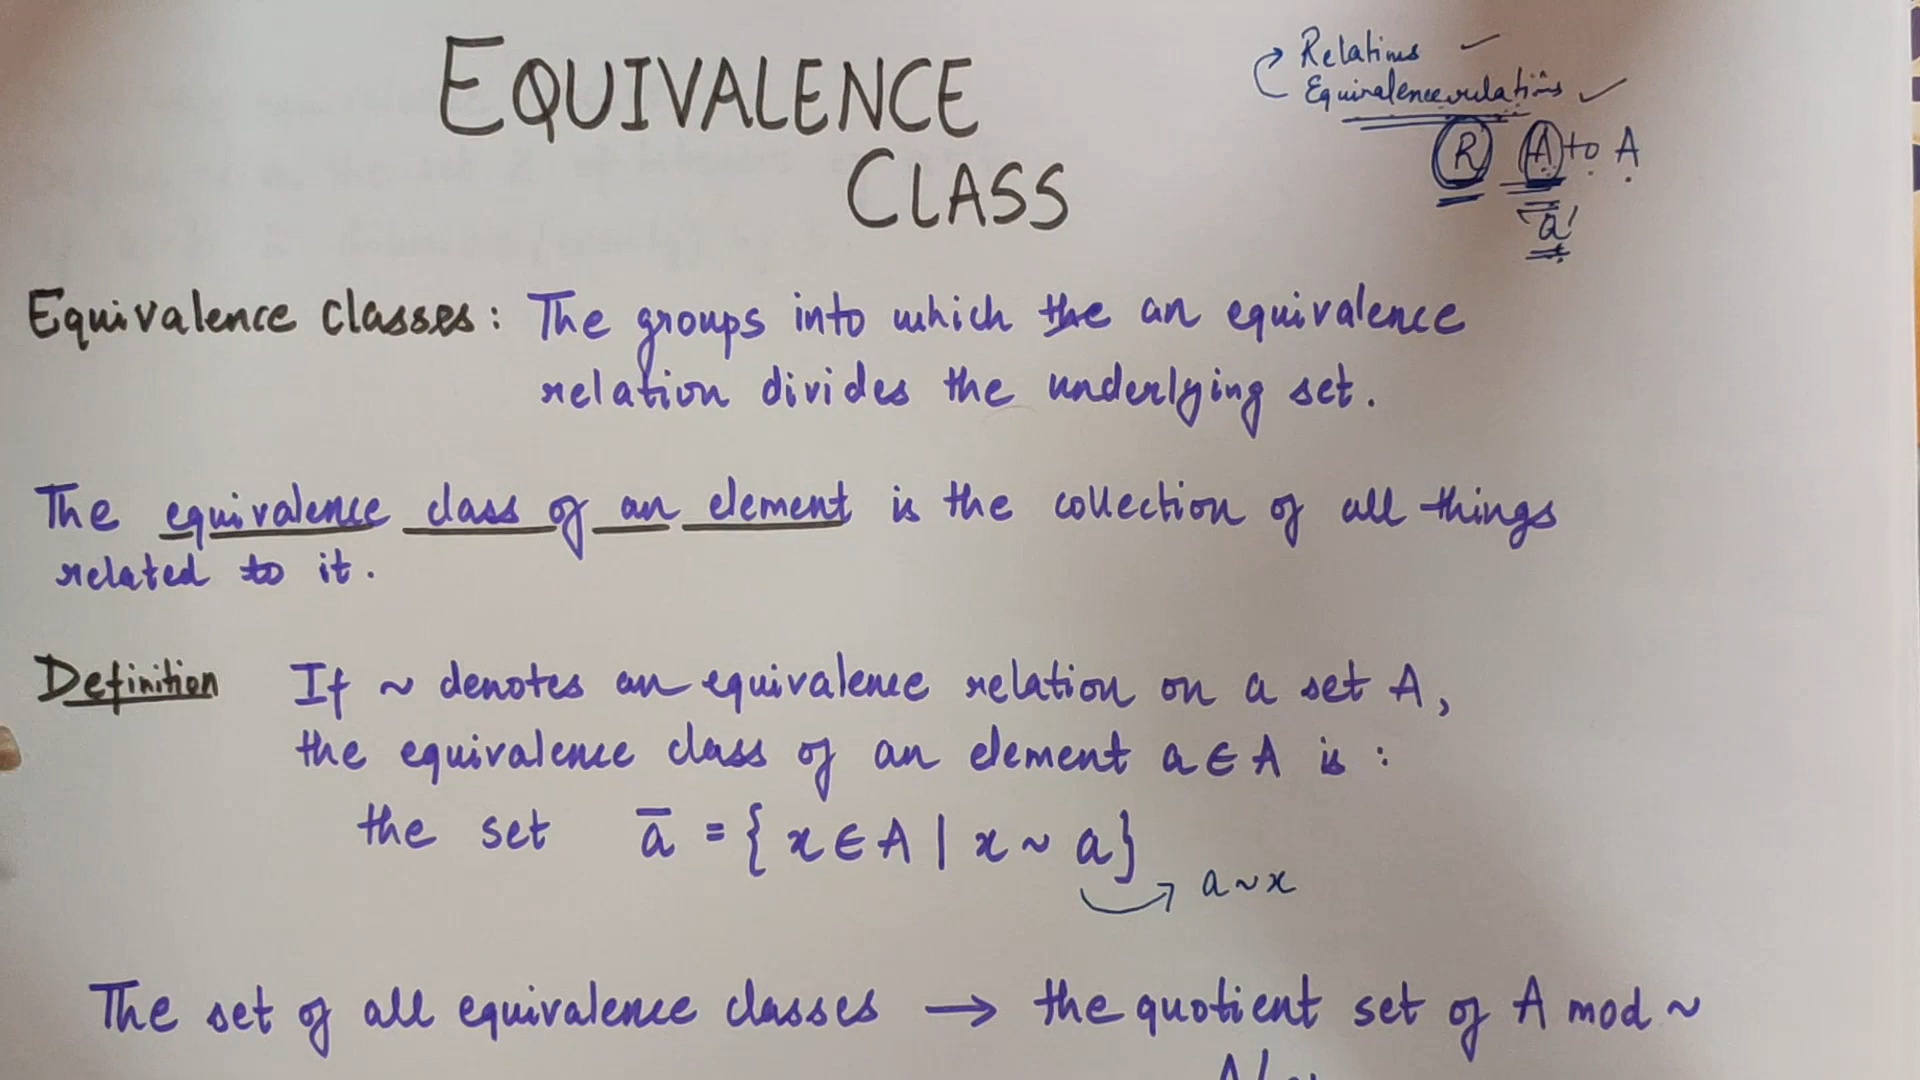 EQUIVALENCE
CLASS
Relations ✓
Equivalence relations ✓
R A to A
a
Equivalence classes: The groups into which the an equivalence
relation divides the underlying set.
The equivalence class of an element is the collection of all things
related to it.
Definition If ~ denotes an equivalence relation on a set A,
the equivalence class of an element a ∈ A is :
the set a̅ = { x ∈ A | x ~ a}
a ~ x
The set of all equivalence classes → the quotient set of A mod ~